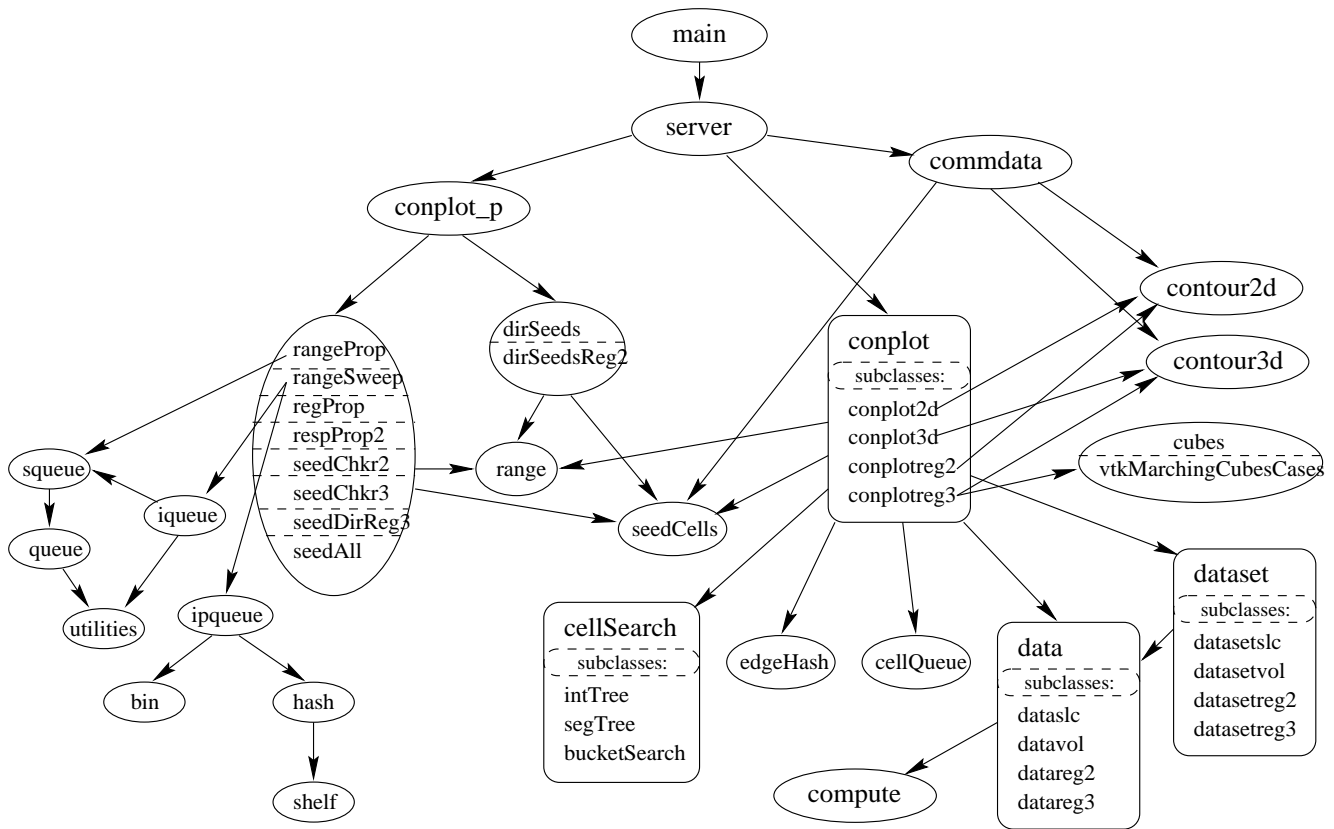 main
server
commdata
conplot_p
contour2d
dirSeeds
dirSeedsReg2
conplot
subclasses:
conplot2d
conplot3d
conplotreg2
conplotreg3
contour3d
rangeProp
rangeSweep
regProp
respProp2
seedChkr2
seedChkr3
seedDirReg3
seedAll
cubes
vtkMarchingCubesCases
squeue
range
iqueue
seedCells
queue
utilities
ipqueue
cellSearch
subclasses:
intTree
segTree
bucketSearch
edgeHash
cellQueue
data
subclasses:
dataslc
datavol
datareg2
datareg3
dataset
subclasses:
datasetslc
datasetvol
datasetreg2
datasetreg3
bin
hash
shelf
compute